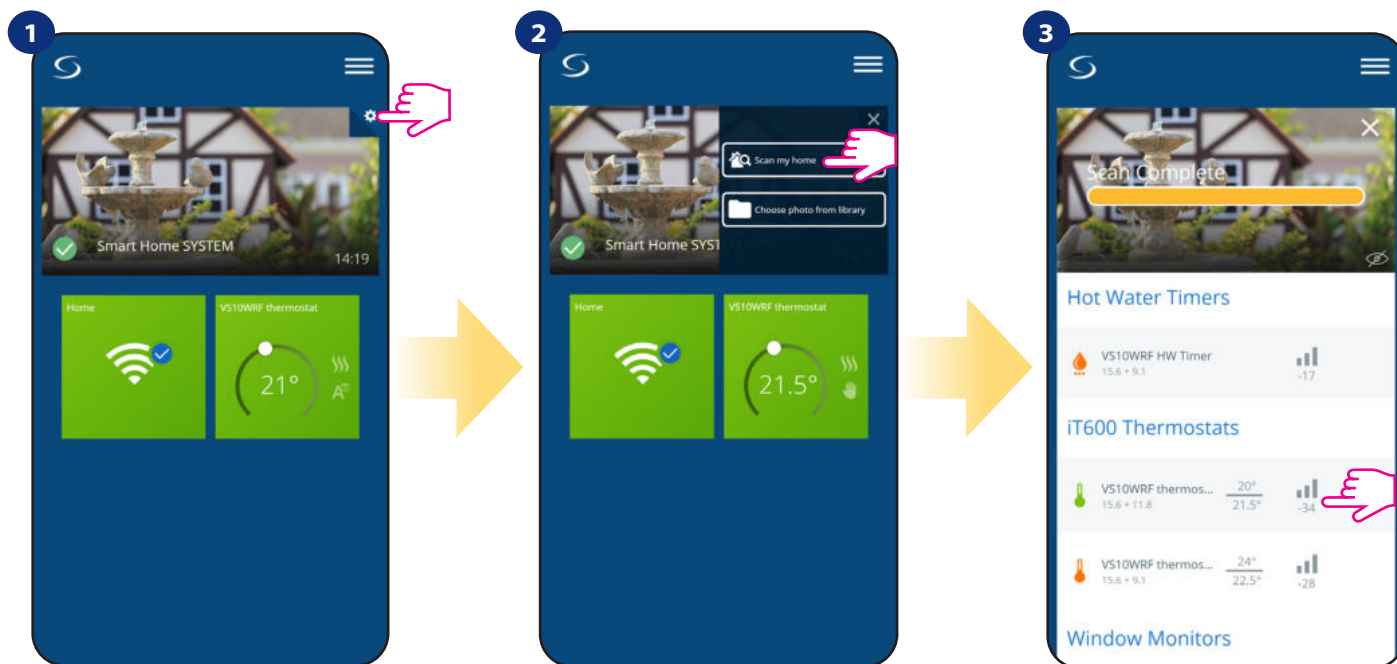 1
Smart Home SYSTEM
14:19
Home
VS10WRF thermostat
21°
A
2
Scan my home
Choose photo from library
Smart Home SYST
Home
VS10WRF thermostat
21.5°
3
Scan Complete
Hot Water Timers
VS10WRF HW Timer
15.6 + 9.1
-17
iT600 Thermostats
VS10WRF thermos...
15.6 + 11.8
20°
21.5°
-34
VS10WRF thermos...
15.6 + 9.1
24°
22.5°
-28
Window Monitors